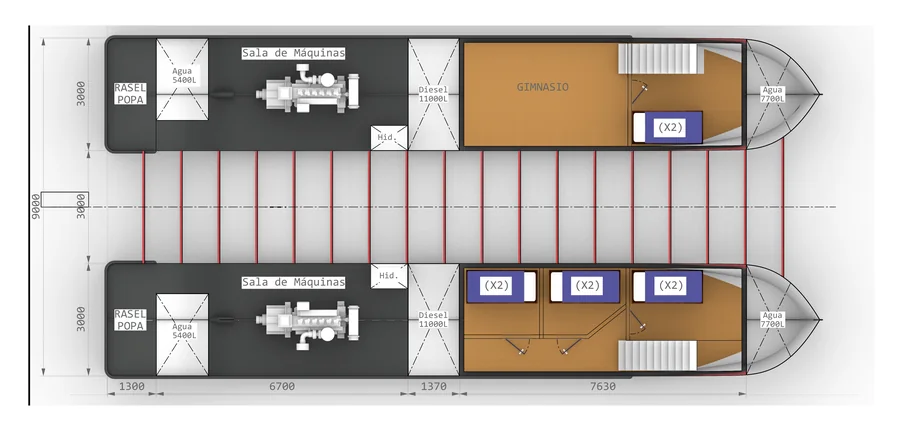 Sala de Máquinas
Agua
5400L
RASEL
POPA
Diesel
11000L
GIMNASIO
Agua
7700L
(X2)
Hid.
3000
9000
3000
3000
Sala de Máquinas
Hid.
(X2)
(X2)
(X2)
RASEL
POPA
Agua
5400L
Diesel
11000L
Agua
7700L
1300
6700
1370
7630